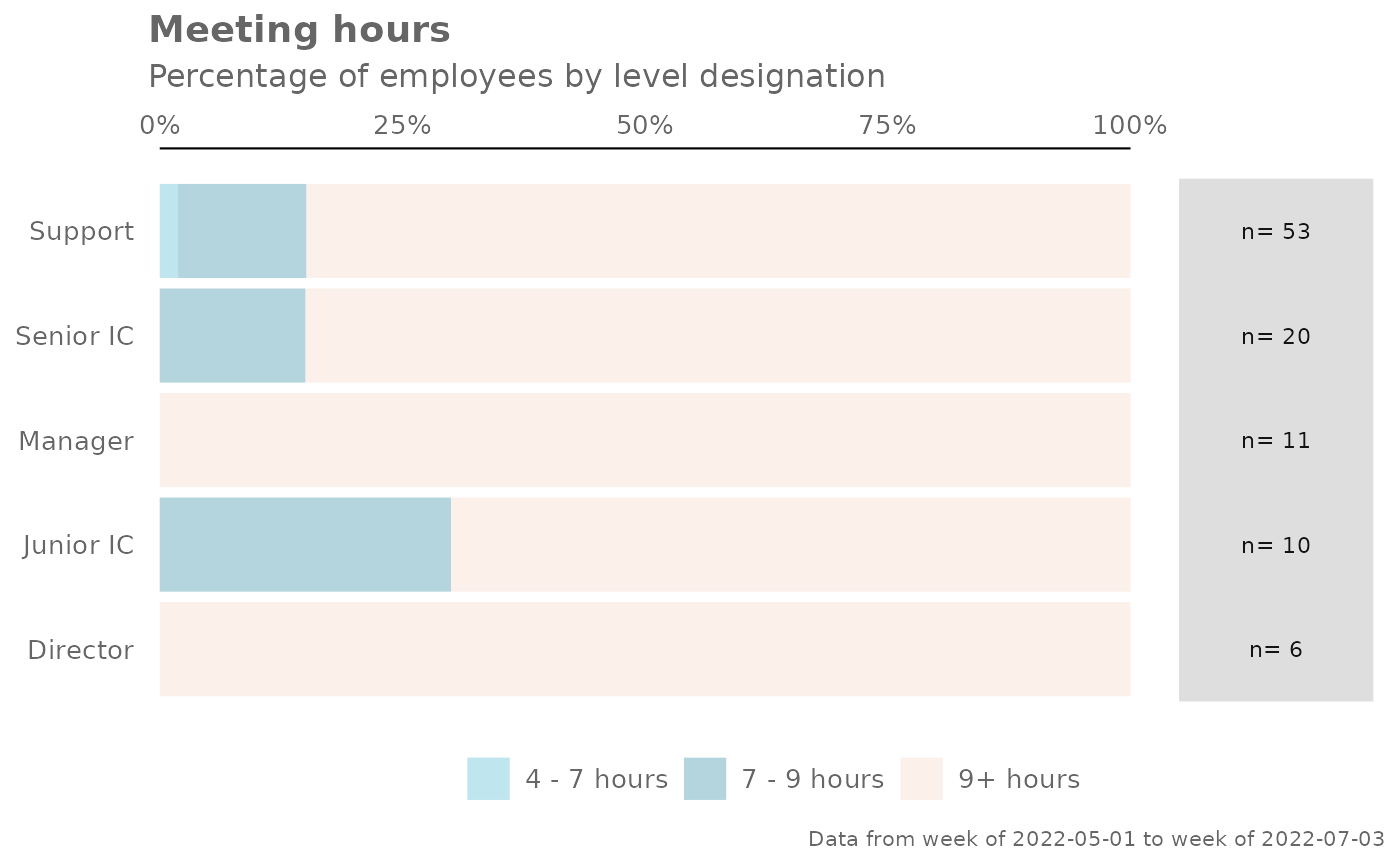 Meeting hours
Percentage of employees by level designation
0% 25% 50% 75% 100%
Support n= 53
Senior IC n= 20
Manager n= 11
Junior IC n= 10
Director n= 6
4 - 7 hours 7 - 9 hours 9+ hours
Data from week of 2022-05-01 to week of 2022-07-03